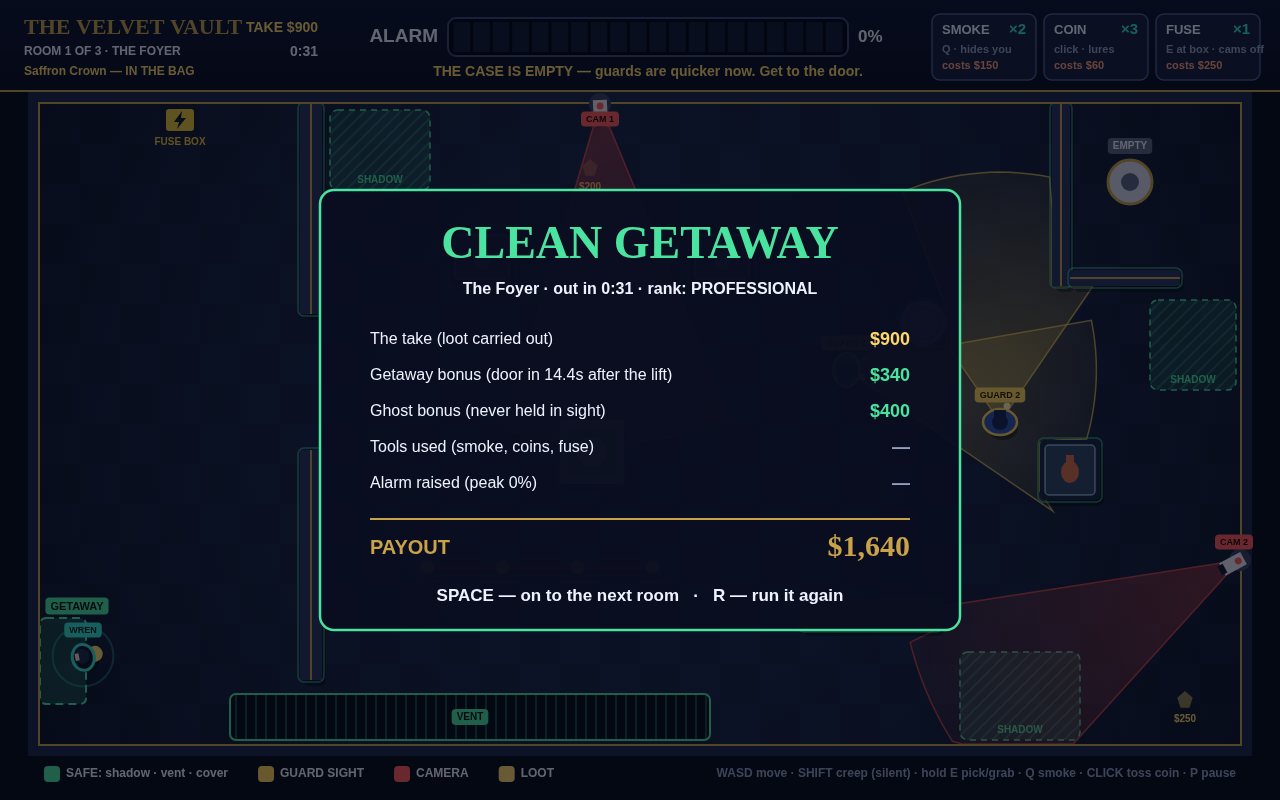 THE VELVET VAULT TAKE $900
ROOM 1 OF 3 · THE FOYER 0:31
Saffron Crown — IN THE BAG
ALARM 0%
THE CASE IS EMPTY — guards are quicker now. Get to the door.
SMOKE ×2
Q · hides you
costs $150
COIN ×3
click · lures
costs $60
FUSE ×1
E at box · cams off
costs $250
FUSE BOX
SHADOW
CAM 1
$200
EMPTY
CLEAN GETAWAY
The Foyer · out in 0:31 · rank: PROFESSIONAL
The take (loot carried out) $900
Getaway bonus (door in 14.4s after the lift) $340
Ghost bonus (never held in sight) $400
Tools used (smoke, coins, fuse) —
Alarm raised (peak 0%) —
PAYOUT $1,640
SPACE — on to the next room · R — run it again
SHADOW
GUARD 2
CAM 2
GETAWAY
WREN
VENT
SHADOW
$250
SAFE: shadow · vent · cover
GUARD SIGHT
CAMERA
LOOT
WASD move · SHIFT creep (silent) · hold E pick/grab · Q smoke · CLICK toss coin · P pause